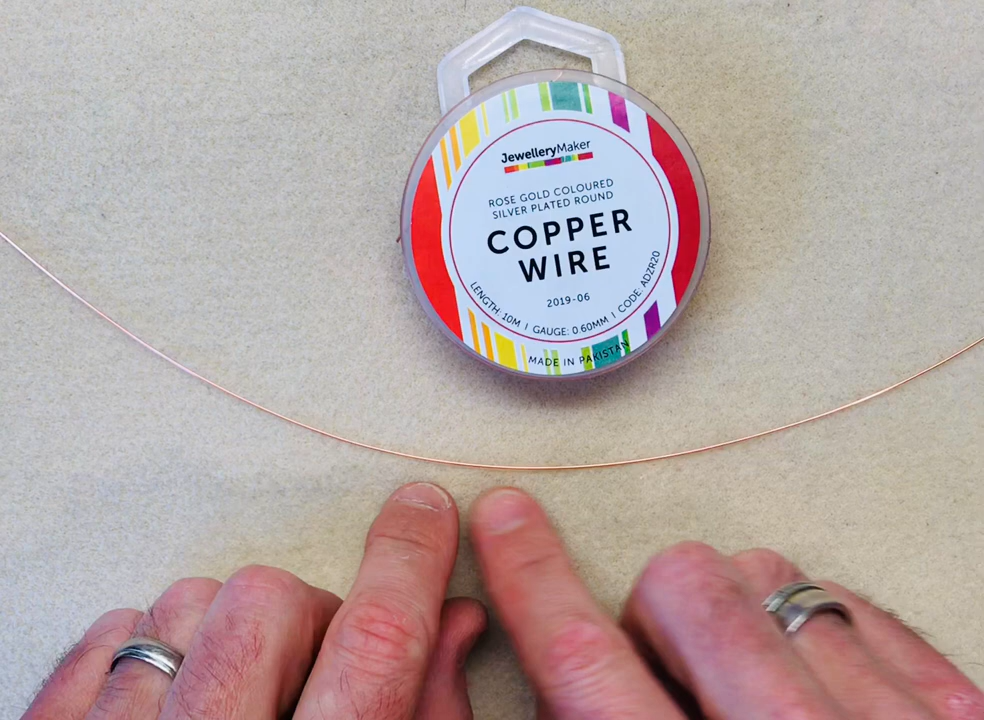 JewelleryMaker
ROSE GOLD COLOURED
SILVER PLATED ROUND
COPPER
WIRE
2019-06
LENGTH: 10M | GAUGE: 0.60MM | CODE: ADZR20
MADE IN PAKISTAN